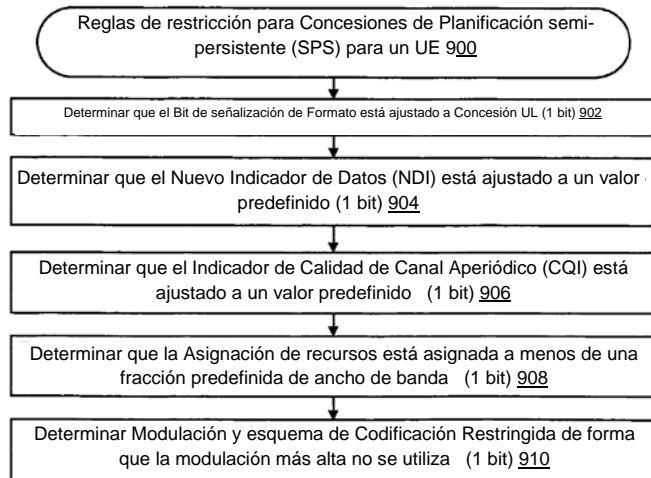 Reglas de restricción para Concesiones de Planificación semi-
persistente (SPS) para un UE 900
Determinar que el Bit de señalización de Formato está ajustado a Concesión UL (1 bit) 902
Determinar que el Nuevo Indicador de Datos (NDI) está ajustado a un valor
predefinido (1 bit) 904
Determinar que el Indicador de Calidad de Canal Aperiódico (CQI) está
ajustado a un valor predefinido (1 bit) 906
Determinar que la Asignación de recursos está asignada a menos de una
fracción predefinida de ancho de banda (1 bit) 908
Determinar Modulación y esquema de Codificación Restringida de forma
que la modulación más alta no se utiliza (1 bit) 910